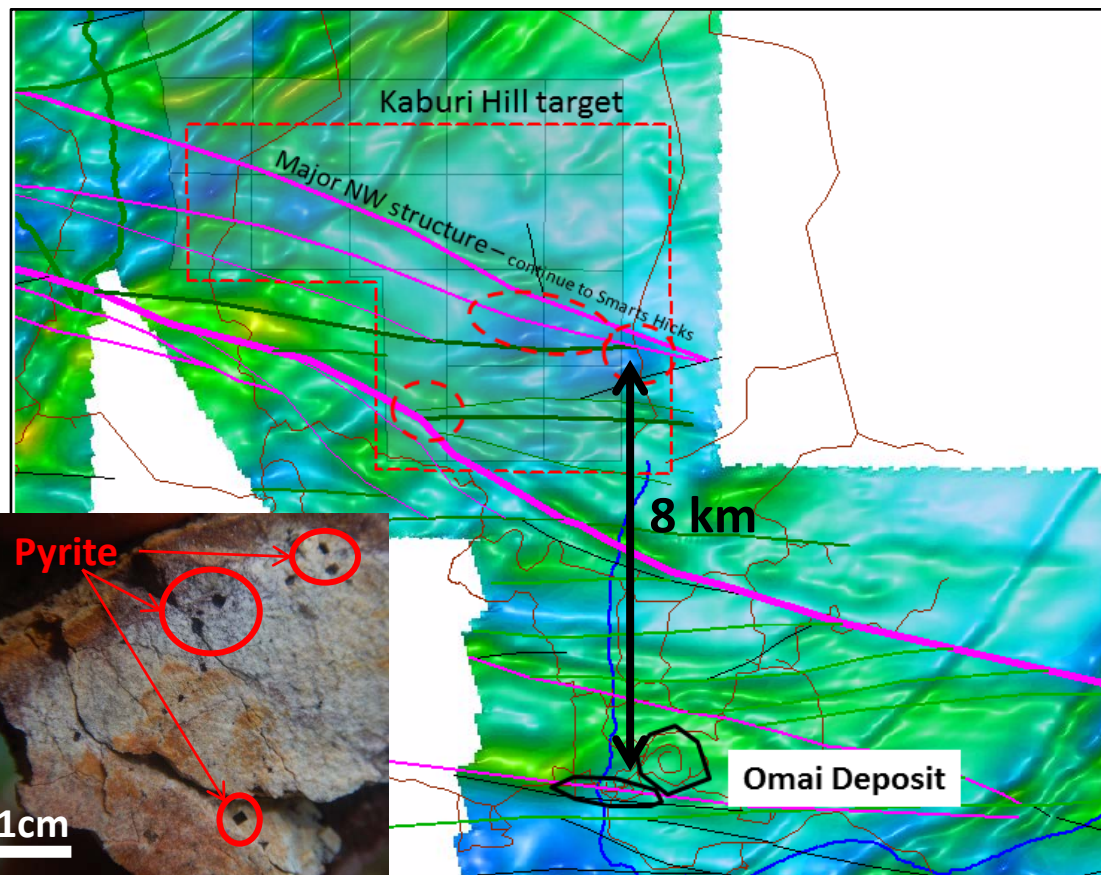 Kaburi Hill target
Major NW structure – continue to Smarts Hicks
8 km
Pyrite
Omai Deposit
1cm